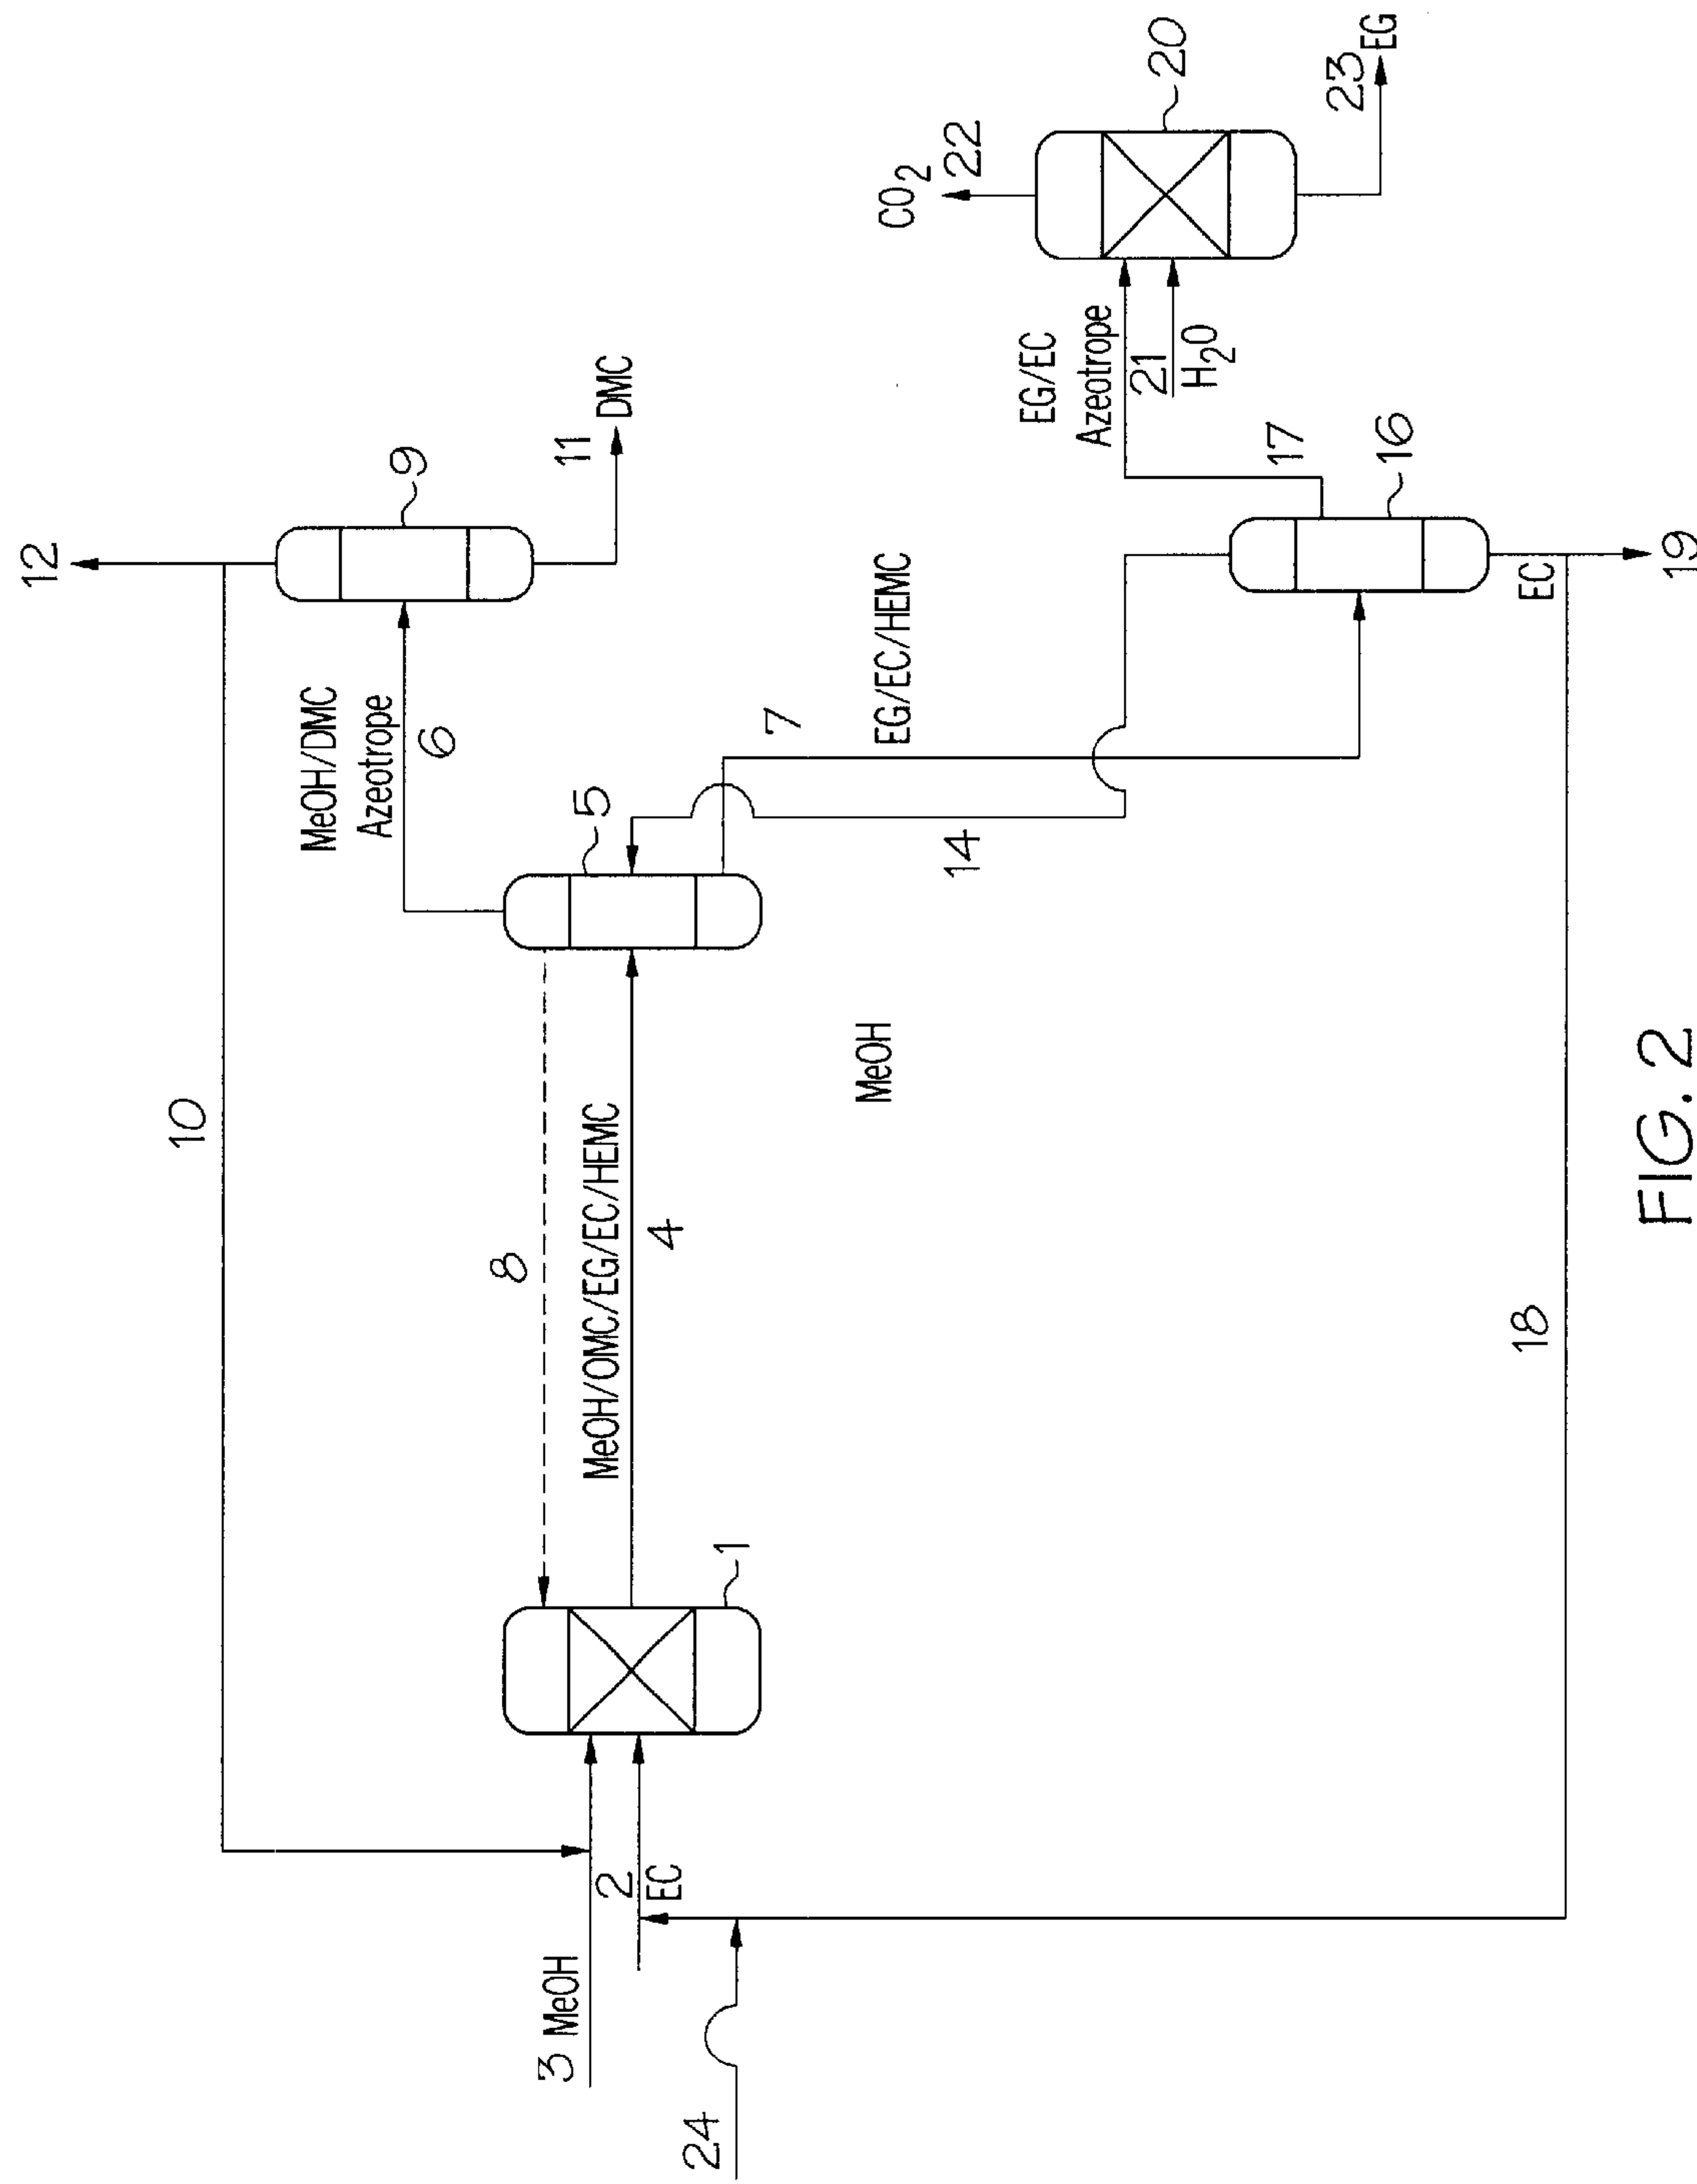 12
10
MeOH/DMC
Azeotrope
6
9
11
DMC
8
MeOH/OMC/EG/EC/HEMC
4
5
1
3 MeOH
2
EC
24
7
EG/EC/HEMC
14
MeOH
CO2
22
20
23
EG
EG/EC
Azeotrope
21
H2O
17
16
EC
19
18
FIG. 2